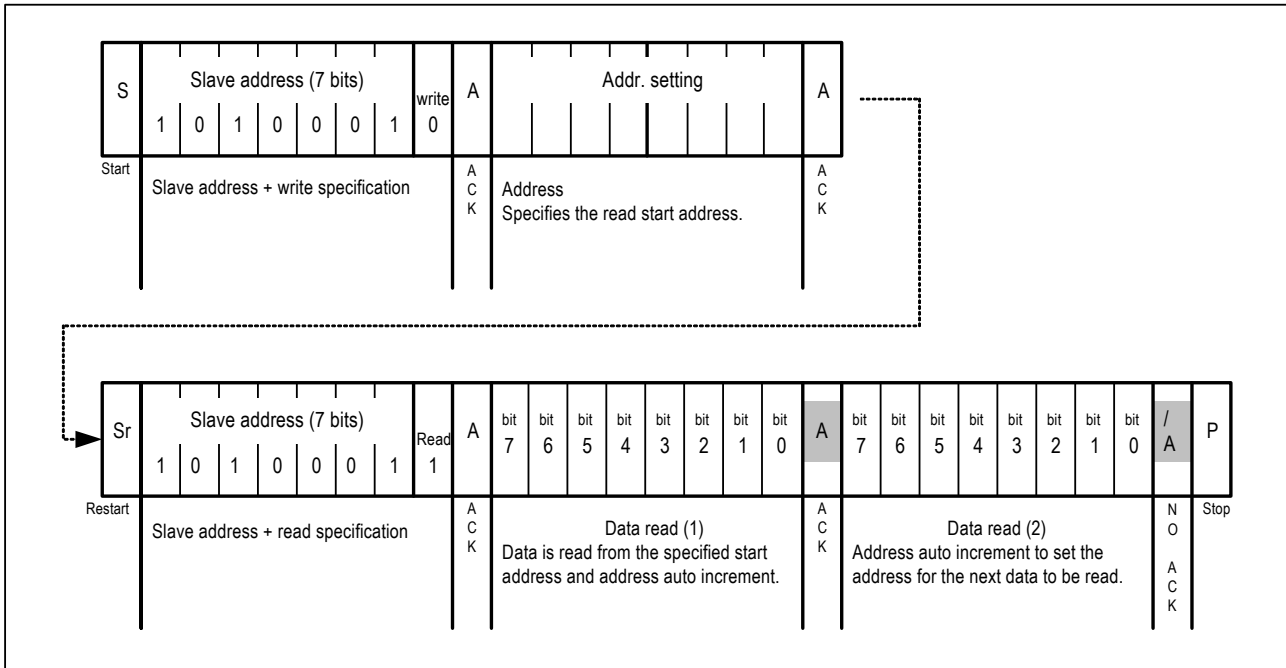 S Slave address (7 bits) write A Addr. setting A
1 0 1 0 0 0 1 0
Start
Slave address + write specification
A C K
Address
Specifies the read start address.
A C K
Sr Slave address (7 bits) Read A bit 7 bit 6 bit 5 bit 4 bit 3 bit 2 bit 1 bit 0 A bit 7 bit 6 bit 5 bit 4 bit 3 bit 2 bit 1 bit 0 / A P
1 0 1 0 0 0 1 1
Restart
Slave address + read specification
A C K
Data read (1)
Data is read from the specified start
address and address auto increment.
A C K
Data read (2)
Address auto increment to set the
address for the next data to be read.
N O A C K
Stop